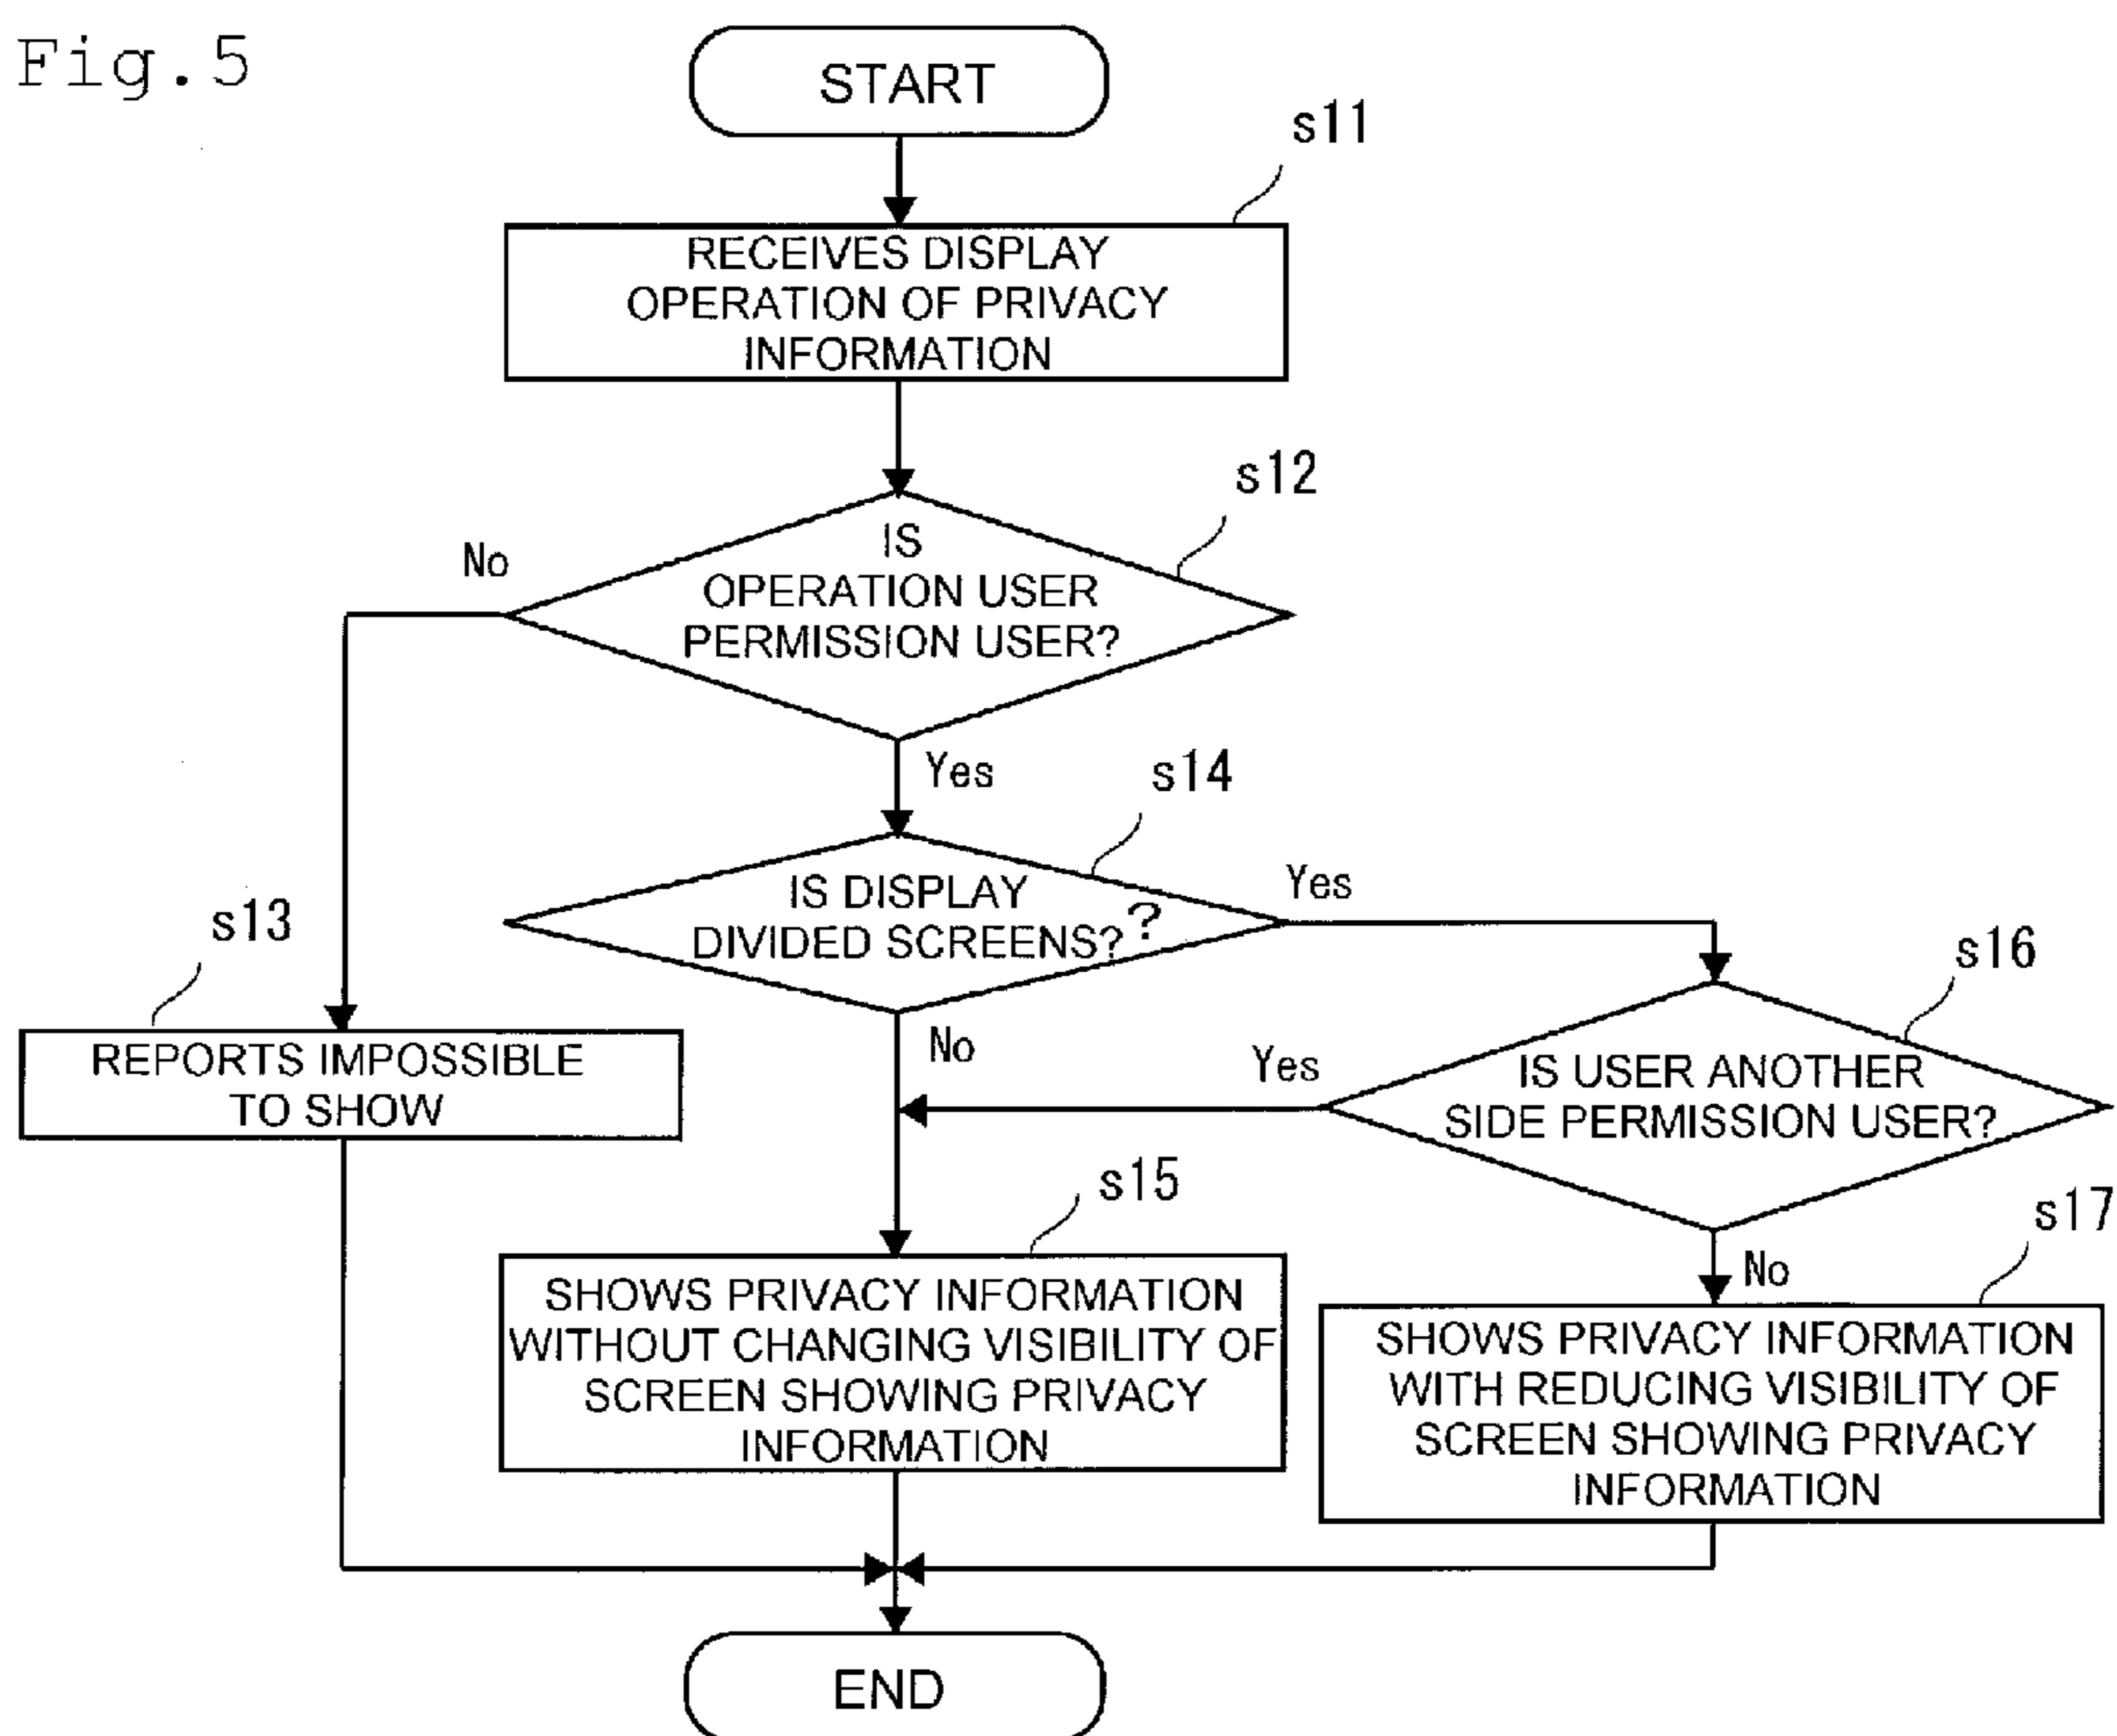 Fig.5
START
s11
RECEIVES DISPLAY
OPERATION OF PRIVACY
INFORMATION
s12
IS
OPERATION USER
PERMISSION USER?
No
Yes
s14
IS DISPLAY
DIVIDED SCREENS? ?
Yes
No
s13
REPORTS IMPOSSIBLE
TO SHOW
s16
IS USER ANOTHER
SIDE PERMISSION USER?
Yes
No
s15
SHOWS PRIVACY INFORMATION
WITHOUT CHANGING VISIBILITY OF
SCREEN SHOWING PRIVACY
INFORMATION
s17
SHOWS PRIVACY INFORMATION
WITH REDUCING VISIBILITY OF
SCREEN SHOWING PRIVACY
INFORMATION
END